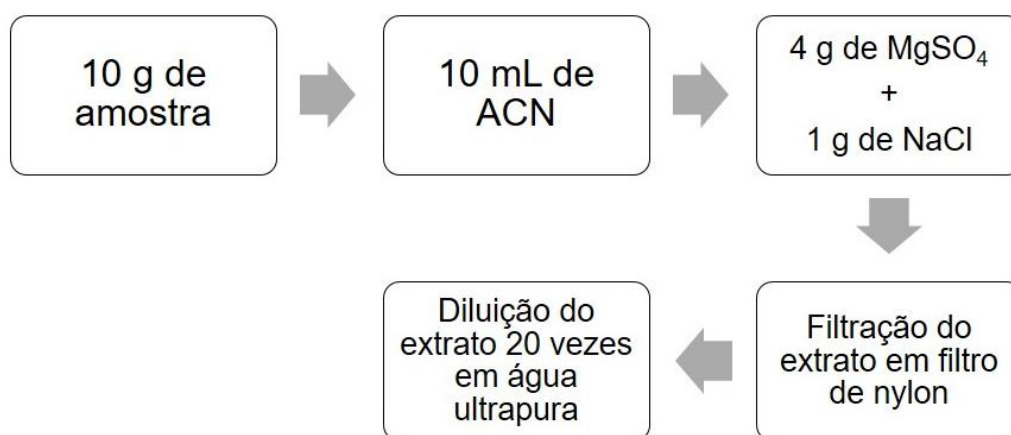 10 g de
amostra
10 mL de
ACN
4 g de MgSO₄
+
1 g de NaCl
Filtração do
extrato em filtro
de nylon
Diluição do
extrato 20 vezes
em água
ultrapura